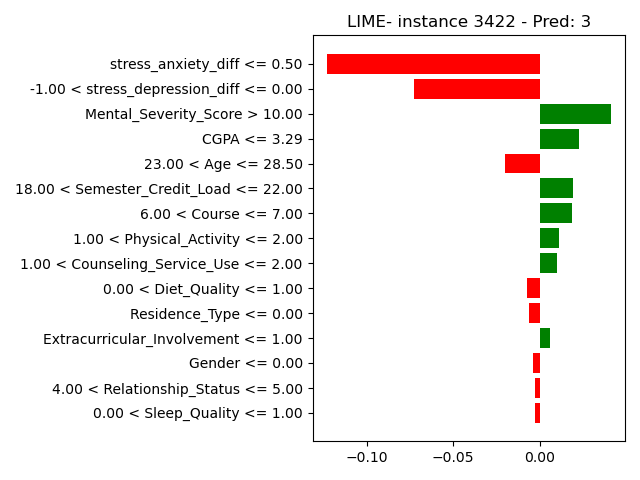 LIME- instance 3422 - Pred: 3
stress_anxiety_diff <= 0.50
-1.00 < stress_depression_diff <= 0.00
Mental_Severity_Score > 10.00
CGPA <= 3.29
23.00 < Age <= 28.50
18.00 < Semester_Credit_Load <= 22.00
6.00 < Course <= 7.00
1.00 < Physical_Activity <= 2.00
1.00 < Counseling_Service_Use <= 2.00
0.00 < Diet_Quality <= 1.00
Residence_Type <= 0.00
Extracurricular_Involvement <= 1.00
Gender <= 0.00
4.00 < Relationship_Status <= 5.00
0.00 < Sleep_Quality <= 1.00
−0.10 −0.05 0.00